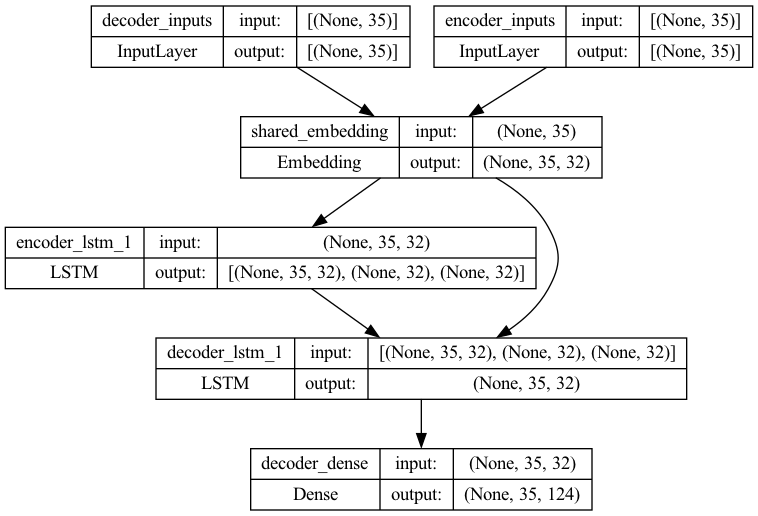 decoder_inputs input: [(None, 35)]
InputLayer output: [(None, 35)]
encoder_inputs input: [(None, 35)]
InputLayer output: [(None, 35)]
shared_embedding input: (None, 35)
Embedding output: (None, 35, 32)
encoder_lstm_1 input: (None, 35, 32)
LSTM output: [(None, 35, 32), (None, 32), (None, 32)]
decoder_lstm_1 input: [(None, 35, 32), (None, 32), (None, 32)]
LSTM output: (None, 35, 32)
decoder_dense input: (None, 35, 32)
Dense output: (None, 35, 124)